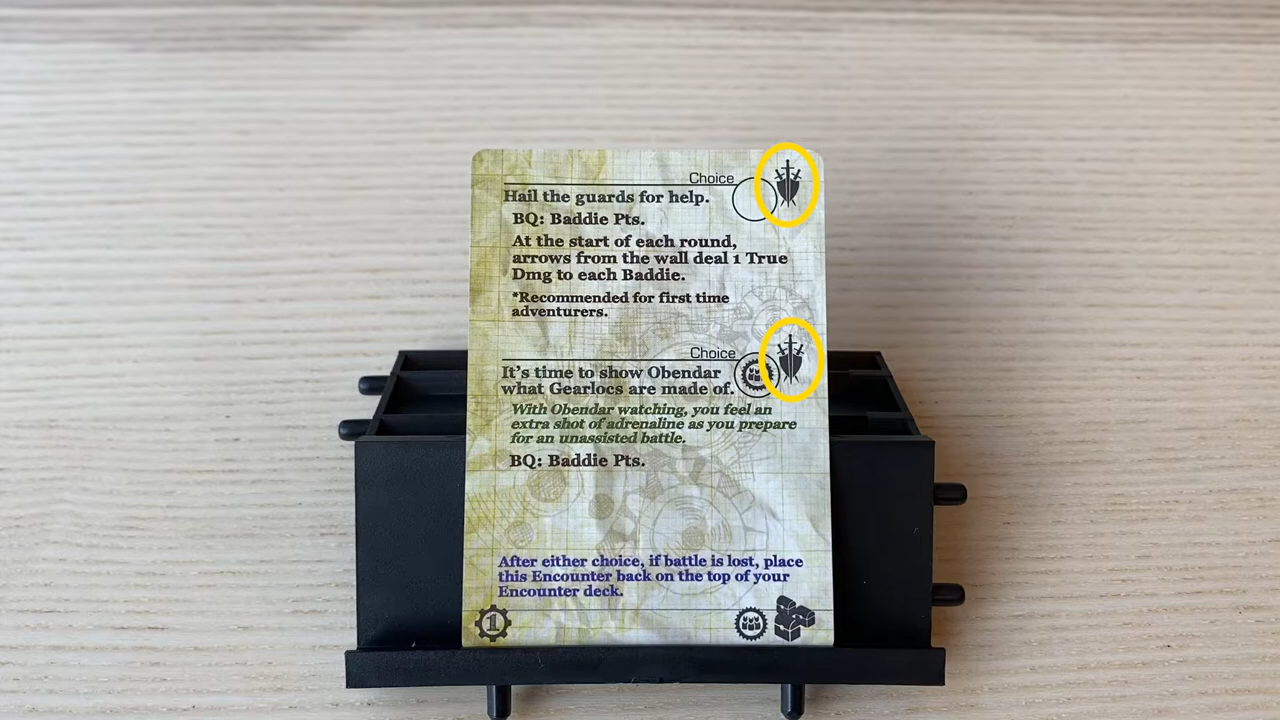 Choice
Hail the guards for help.
BQ: Baddie Pts.
At the start of each round,
arrows from the wall deal 1 True
Dmg to each Baddie.
*Recommended for first time
adventurers.
Choice
It's time to show Obendar
what Gearlocs are made of.
With Obendar watching, you feel an
extra shot of adrenaline as you prepare
for an unassisted battle.
BQ: Baddie Pts.
After either choice, if battle is lost, place
this Encounter back on the top of your
Encounter deck.
1